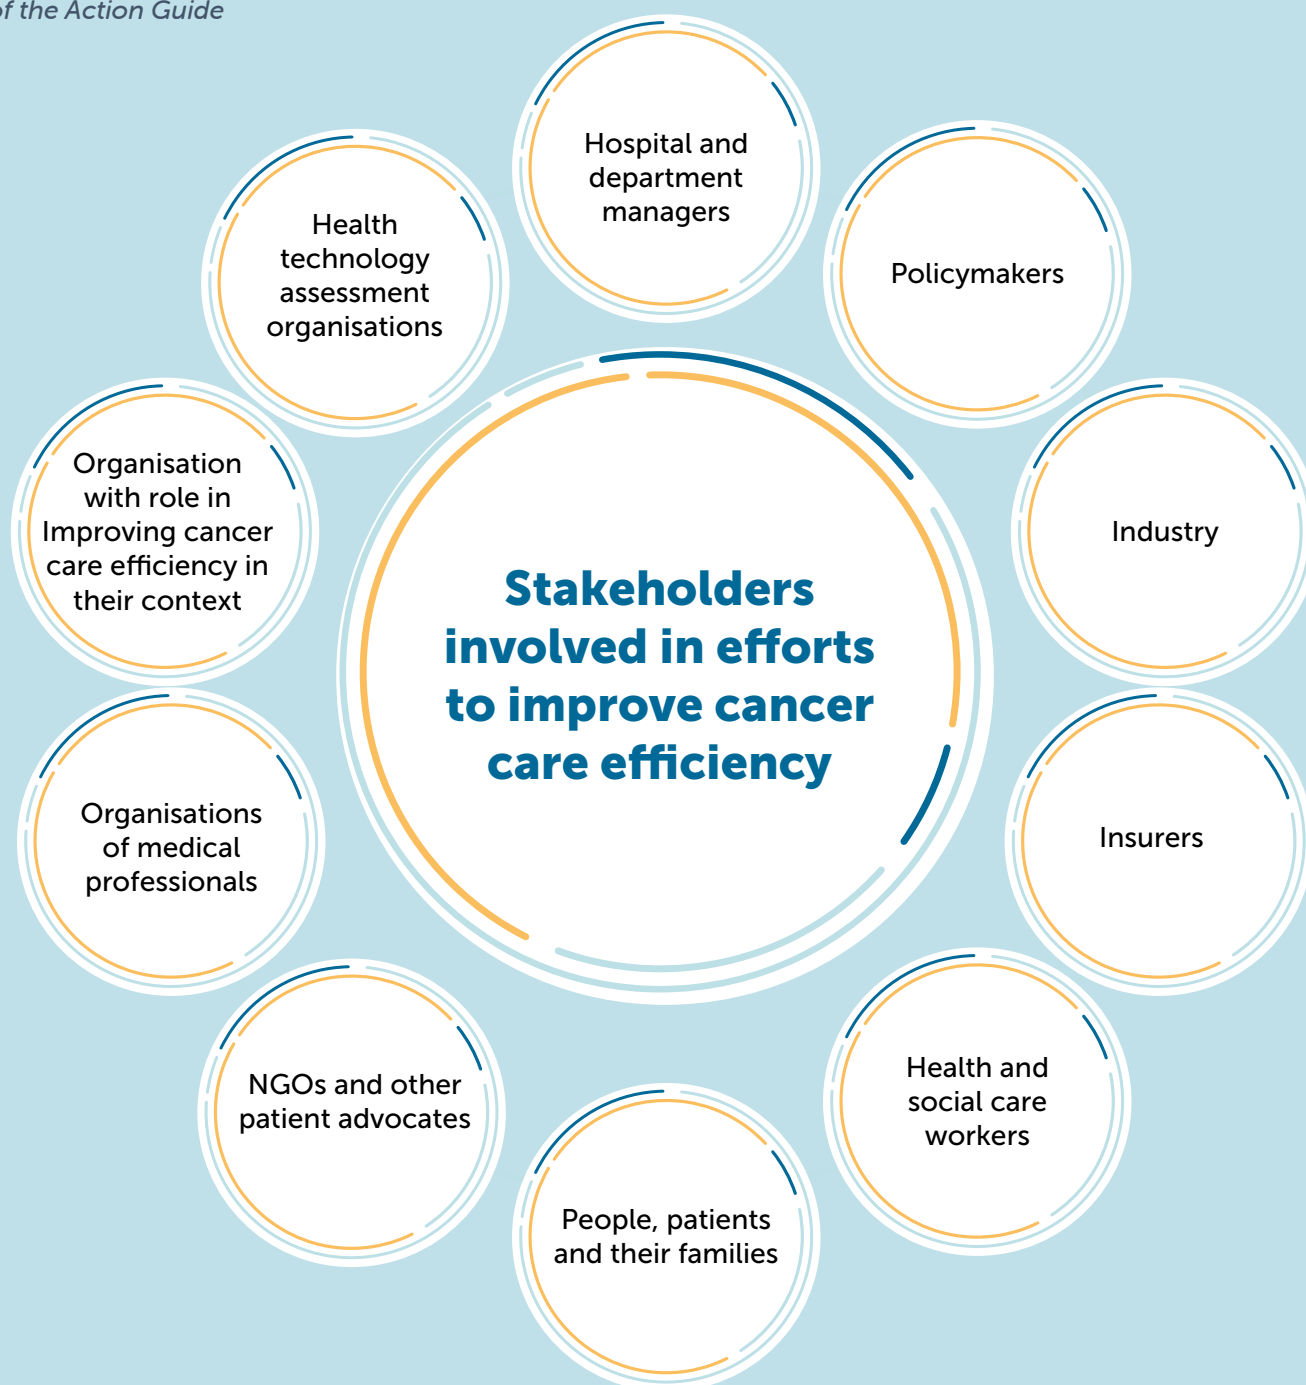 of the Action Guide
Hospital and
department
managers
Policymakers
Industry
Insurers
Health and
social care
workers
People, patients
and their families
NGOs and other
patient advocates
Organisations
of medical
professionals
Organisation
with role in
Improving cancer
care efficiency in
their context
Health
technology
assessment
organisations
Stakeholders
involved in efforts
to improve cancer
care efficiency